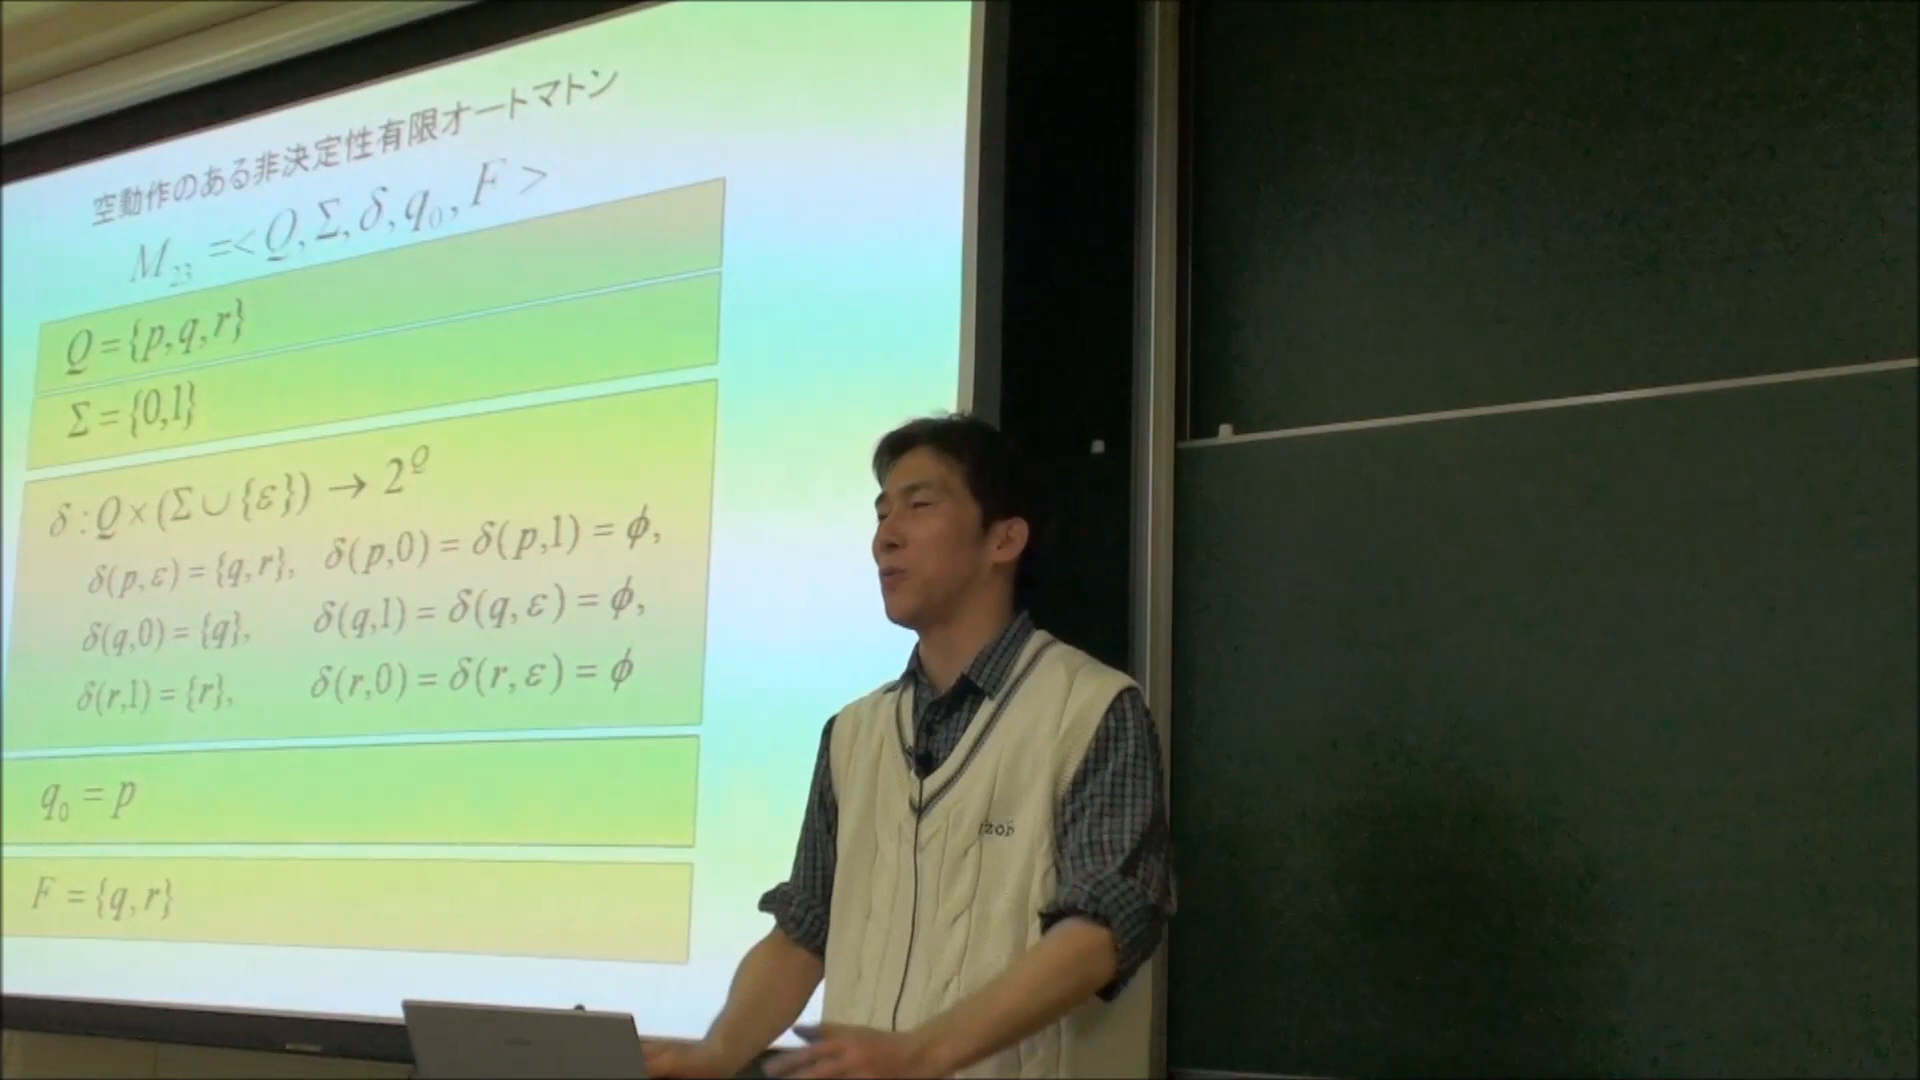 空動作のある非決定性有限オートマトン
M₂₃ =< Q, Σ, δ, q₀, F >
Q = {p, q, r}
Σ = {0,1}
δ : Q × (Σ ∪ {ε}) → 2^Q
δ(p, ε) = {q, r}, δ(p,0) = δ(p,1) = ϕ,
δ(q,0) = {q}, δ(q,1) = δ(q, ε) = ϕ,
δ(r,1) = {r}, δ(r,0) = δ(r, ε) = ϕ
q₀ = p
F = {q, r}